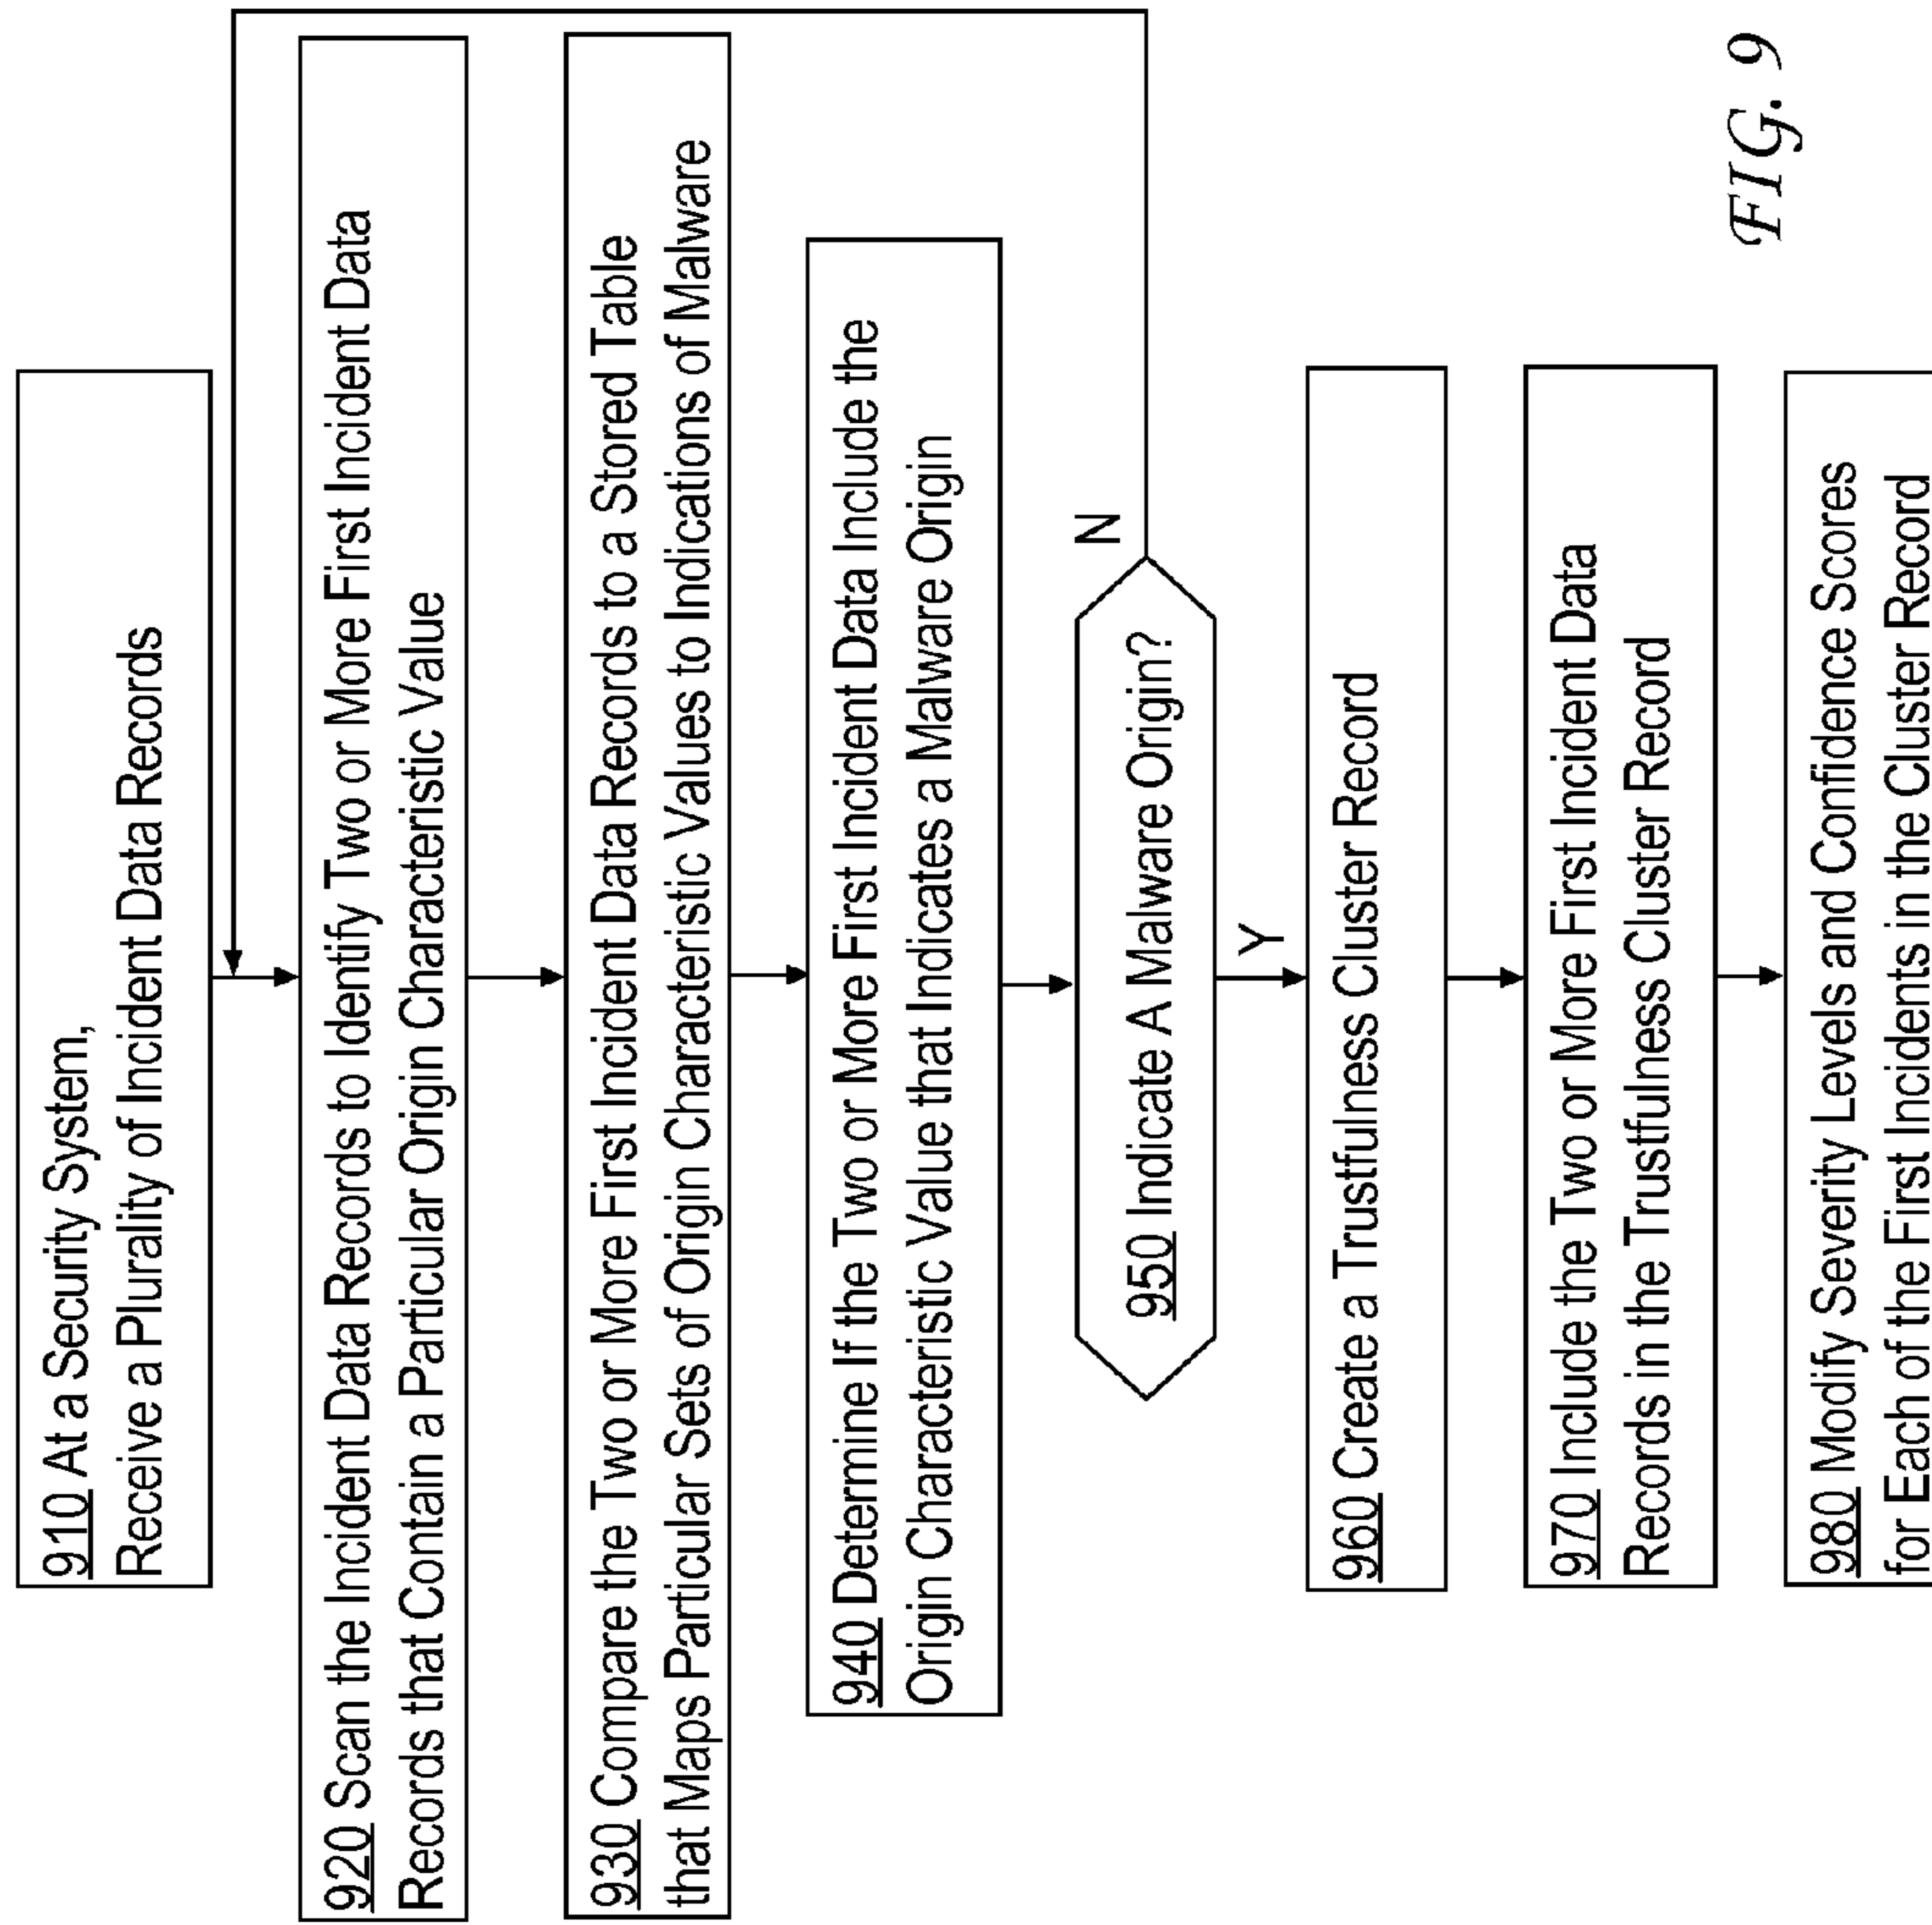 910 At a Security System,
Receive a Plurality of Incident Data Records
920 Scan the Incident Data Records to Identify Two or More First Incident Data
Records that Contain a Particular Origin Characteristic Value
930 Compare the Two or More First Incident Data Records to a Stored Table
that Maps Particular Sets of Origin Characteristic Values to Indications of Malware
940 Determine If the Two or More First Incident Data Include the
Origin Characteristic Value that Indicates a Malware Origin
950 Indicate A Malware Origin?
N
Y
960 Create a Trustfulness Cluster Record
970 Include the Two or More First Incident Data
Records in the Trustfulness Cluster Record
980 Modify Severity Levels and Confidence Scores
for Each of the First Incidents in the Cluster Record
FIG. 9